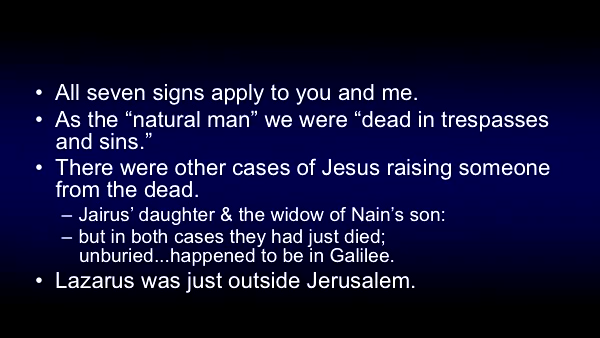 • All seven signs apply to you and me.
• As the “natural man” we were “dead in trespasses
and sins.”
• There were other cases of Jesus raising someone
from the dead.
– Jairus’ daughter & the widow of Nain’s son:
– but in both cases they had just died;
unburied...happened to be in Galilee.
• Lazarus was just outside Jerusalem.